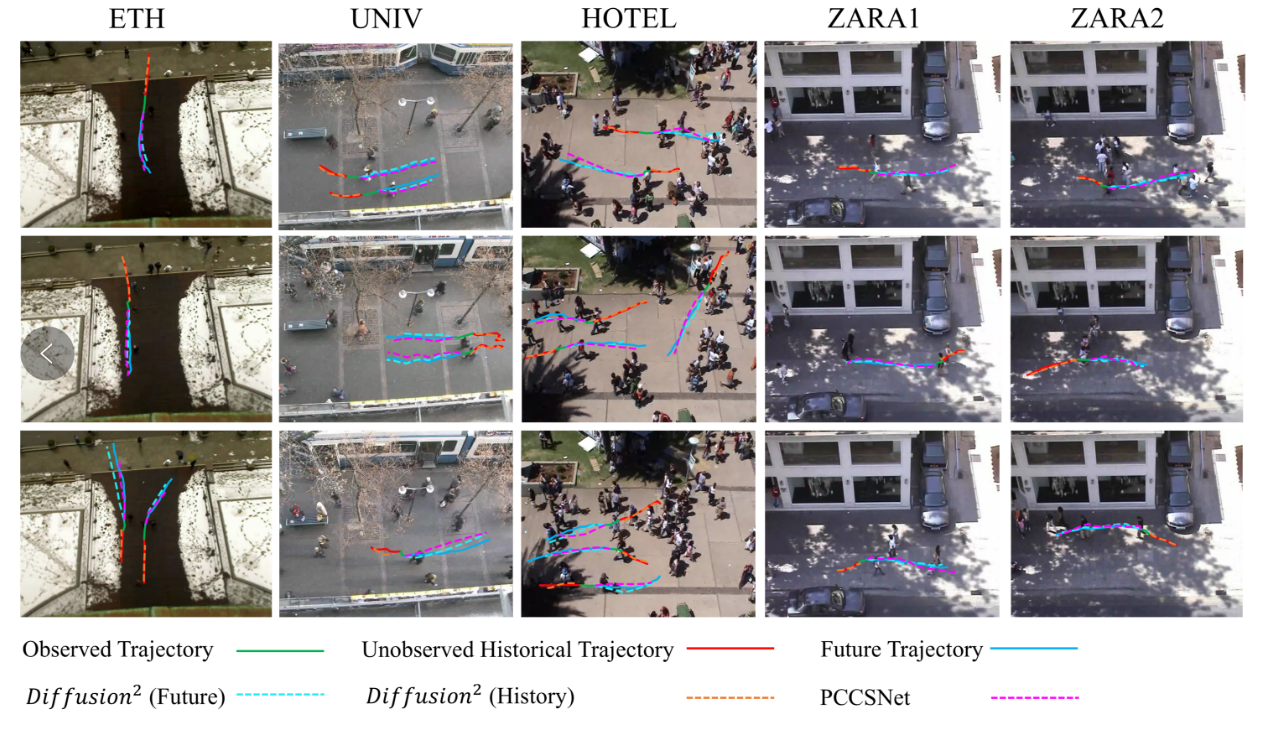 ETH UNIV HOTEL ZARA1 ZARA2
Observed Trajectory Unobserved Historical Trajectory Future Trajectory
Diffusion² (Future) Diffusion² (History) PCCSNet